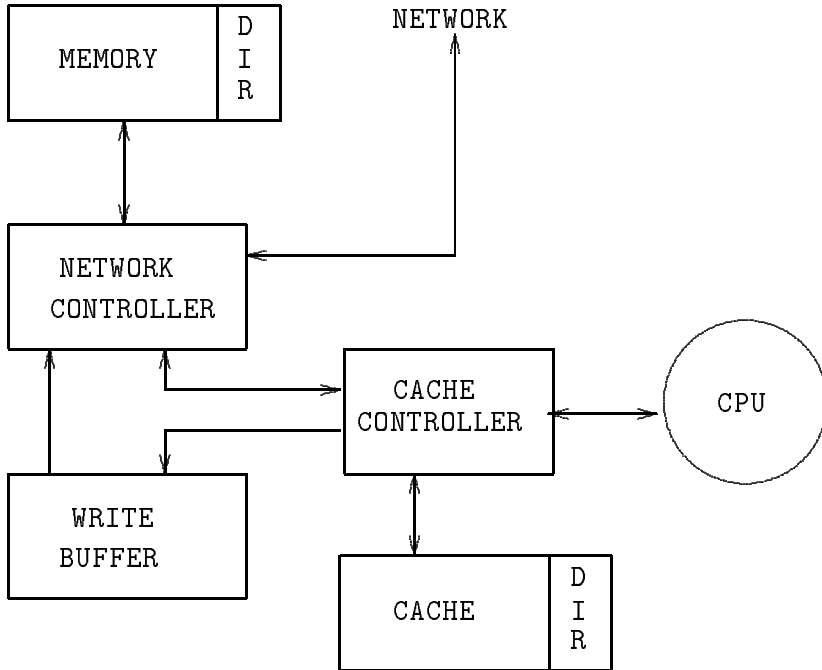 MEMORY
D
I
R
NETWORK
NETWORK
CONTROLLER
CACHE
CONTROLLER
CPU
WRITE
BUFFER
CACHE
D
I
R